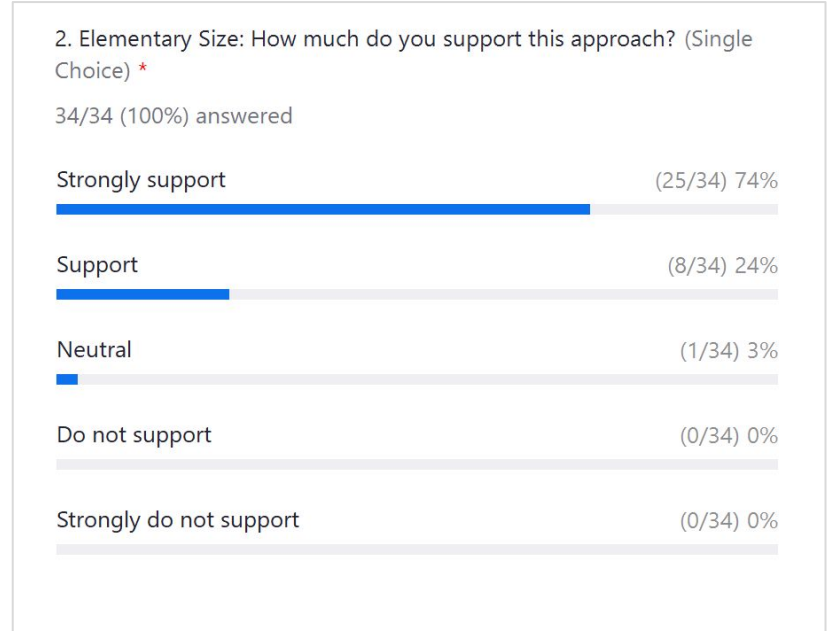 2. Elementary Size: How much do you support this approach? (Single
Choice) *
34/34 (100%) answered
Strongly support (25/34) 74%
Support (8/34) 24%
Neutral (1/34) 3%
Do not support (0/34) 0%
Strongly do not support (0/34) 0%